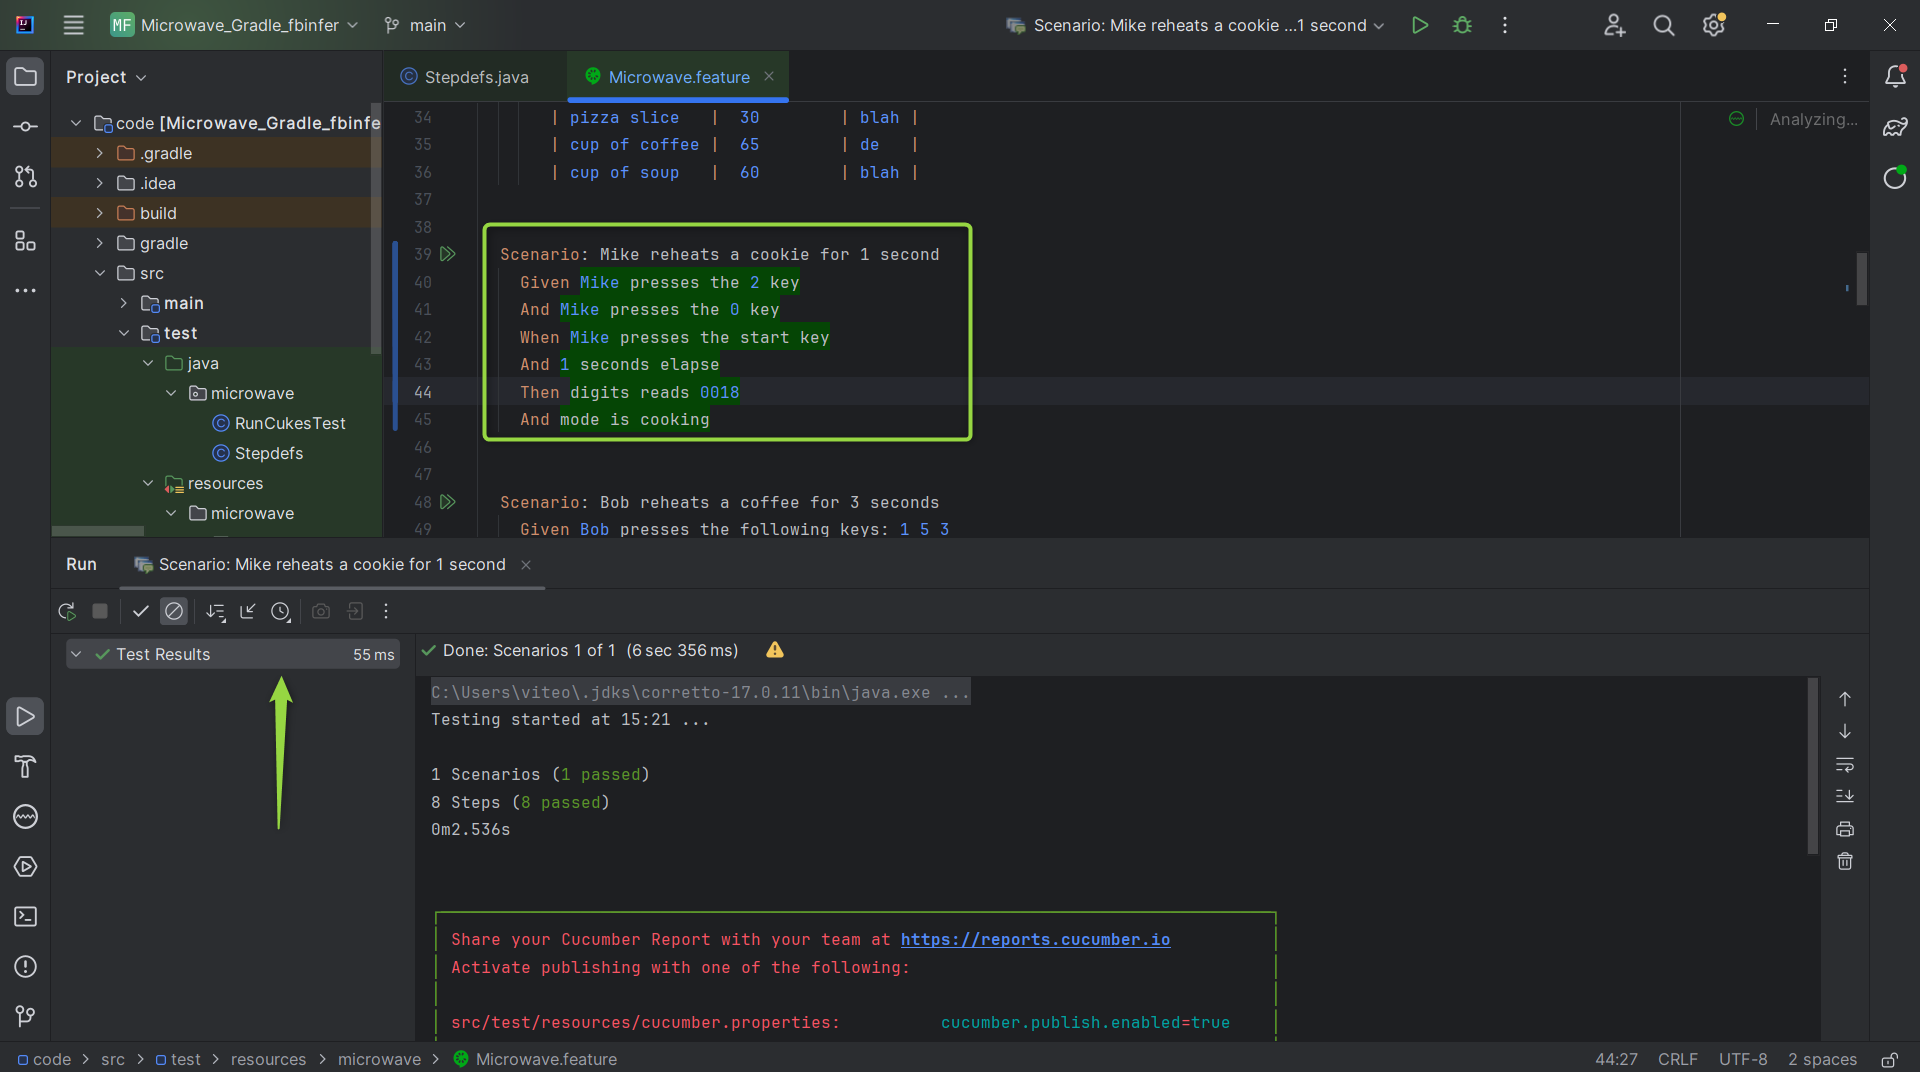 MF Microwave_Gradle_fbinfer main Scenario: Mike reheats a cookie ...1 second
Project Stepdefs.java Microwave.feature
code [Microwave_Gradle_fbinfe
.gradle
.idea
build
gradle
src
main
test
java
microwave
RunCukesTest
Stepdefs
resources
microwave
Analyzing...
34 | pizza slice | 30 | blah |
35 | cup of coffee | 65 | de |
36 | cup of soup | 60 | blah |
37
38
39 Scenario: Mike reheats a cookie for 1 second
40 Given Mike presses the 2 key
41 And Mike presses the 0 key
42 When Mike presses the start key
43 And 1 seconds elapse
44 Then digits reads 0018
45 And mode is cooking
46
47
48 Scenario: Bob reheats a coffee for 3 seconds
49 Given Bob presses the following keys: 1 5 3
Run Scenario: Mike reheats a cookie for 1 second
Test Results 55 ms
Done: Scenarios 1 of 1 (6 sec 356 ms)
C:\Users\viteo\.jdks\corretto-17.0.11\bin\java.exe ...
Testing started at 15:21 ...
1 Scenarios (1 passed)
8 Steps (8 passed)
0m2.536s
Share your Cucumber Report with your team at https://reports.cucumber.io
Activate publishing with one of the following:
src/test/resources/cucumber.properties: cucumber.publish.enabled=true
code > src > test > resources > microwave > Microwave.feature 44:27 CRLF UTF-8 2 spaces